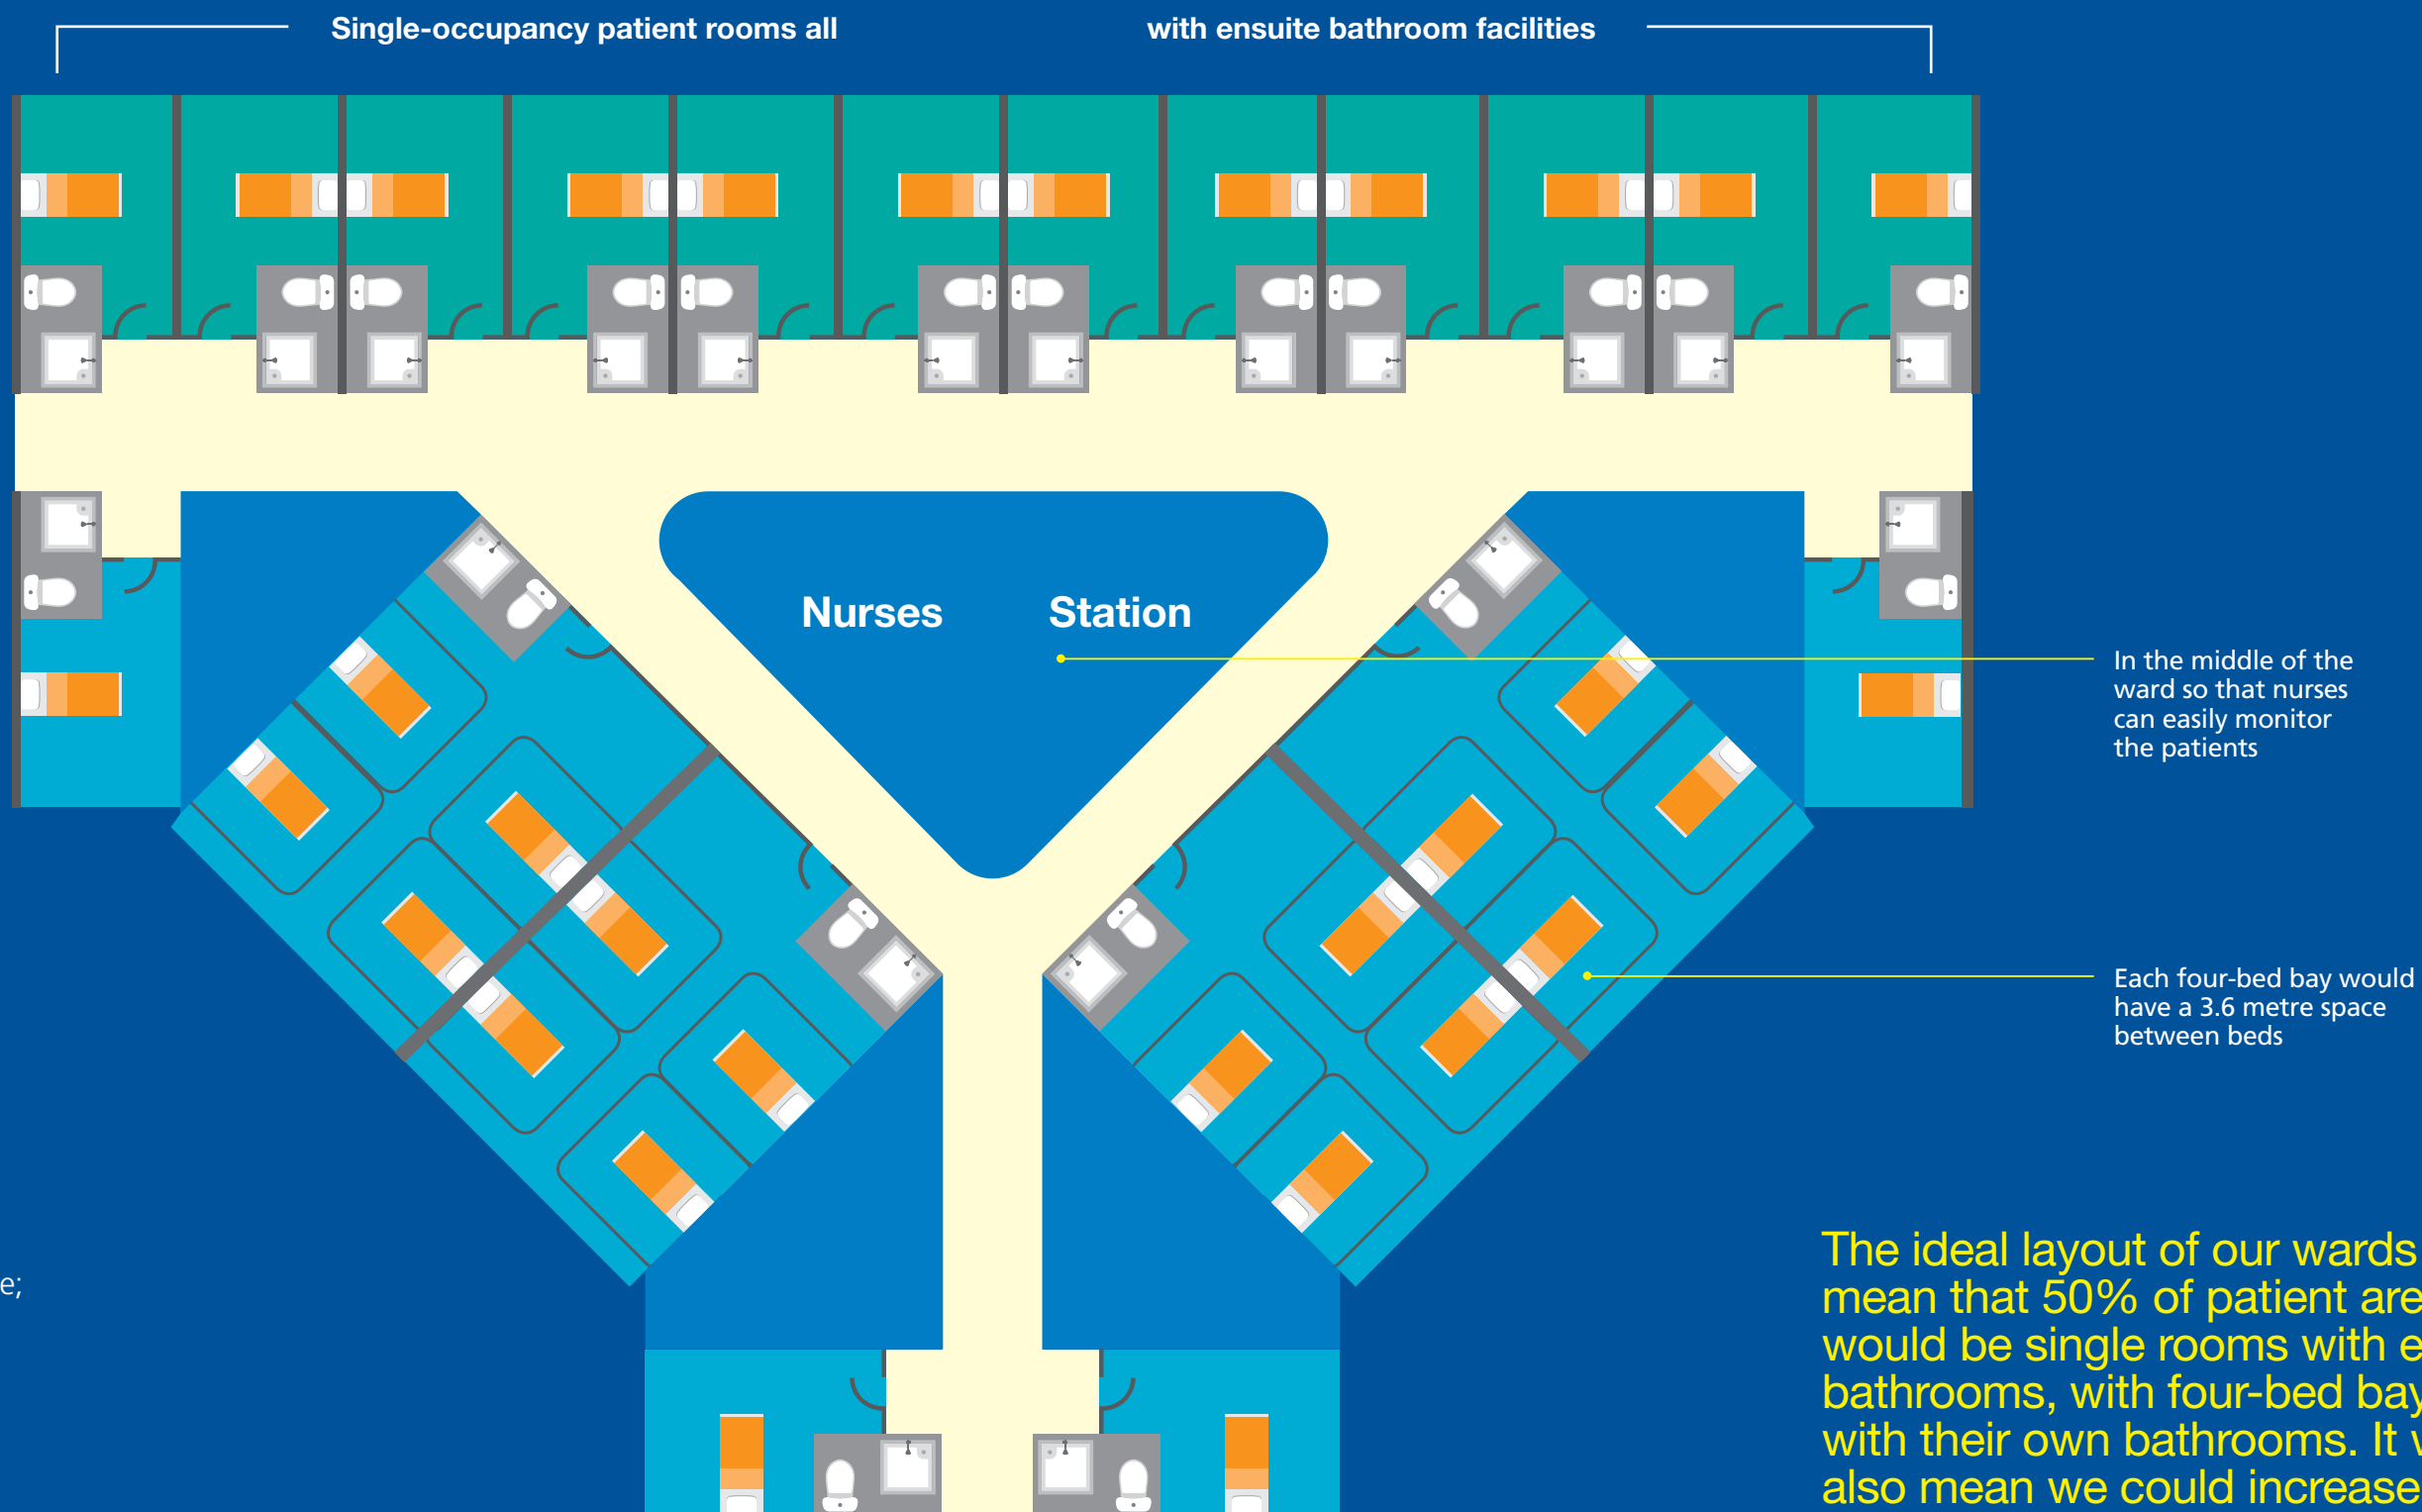 Single-occupancy patient rooms all with ensuite bathroom facilities
Nurses Station
In the middle of the
ward so that nurses
can easily monitor
the patients
Each four-bed bay would
have a 3.6 metre space
between beds
e;
The ideal layout of our wards
mean that 50% of patient are
would be single rooms with e
bathrooms, with four-bed bay
with their own bathrooms. It w
also mean we could increase